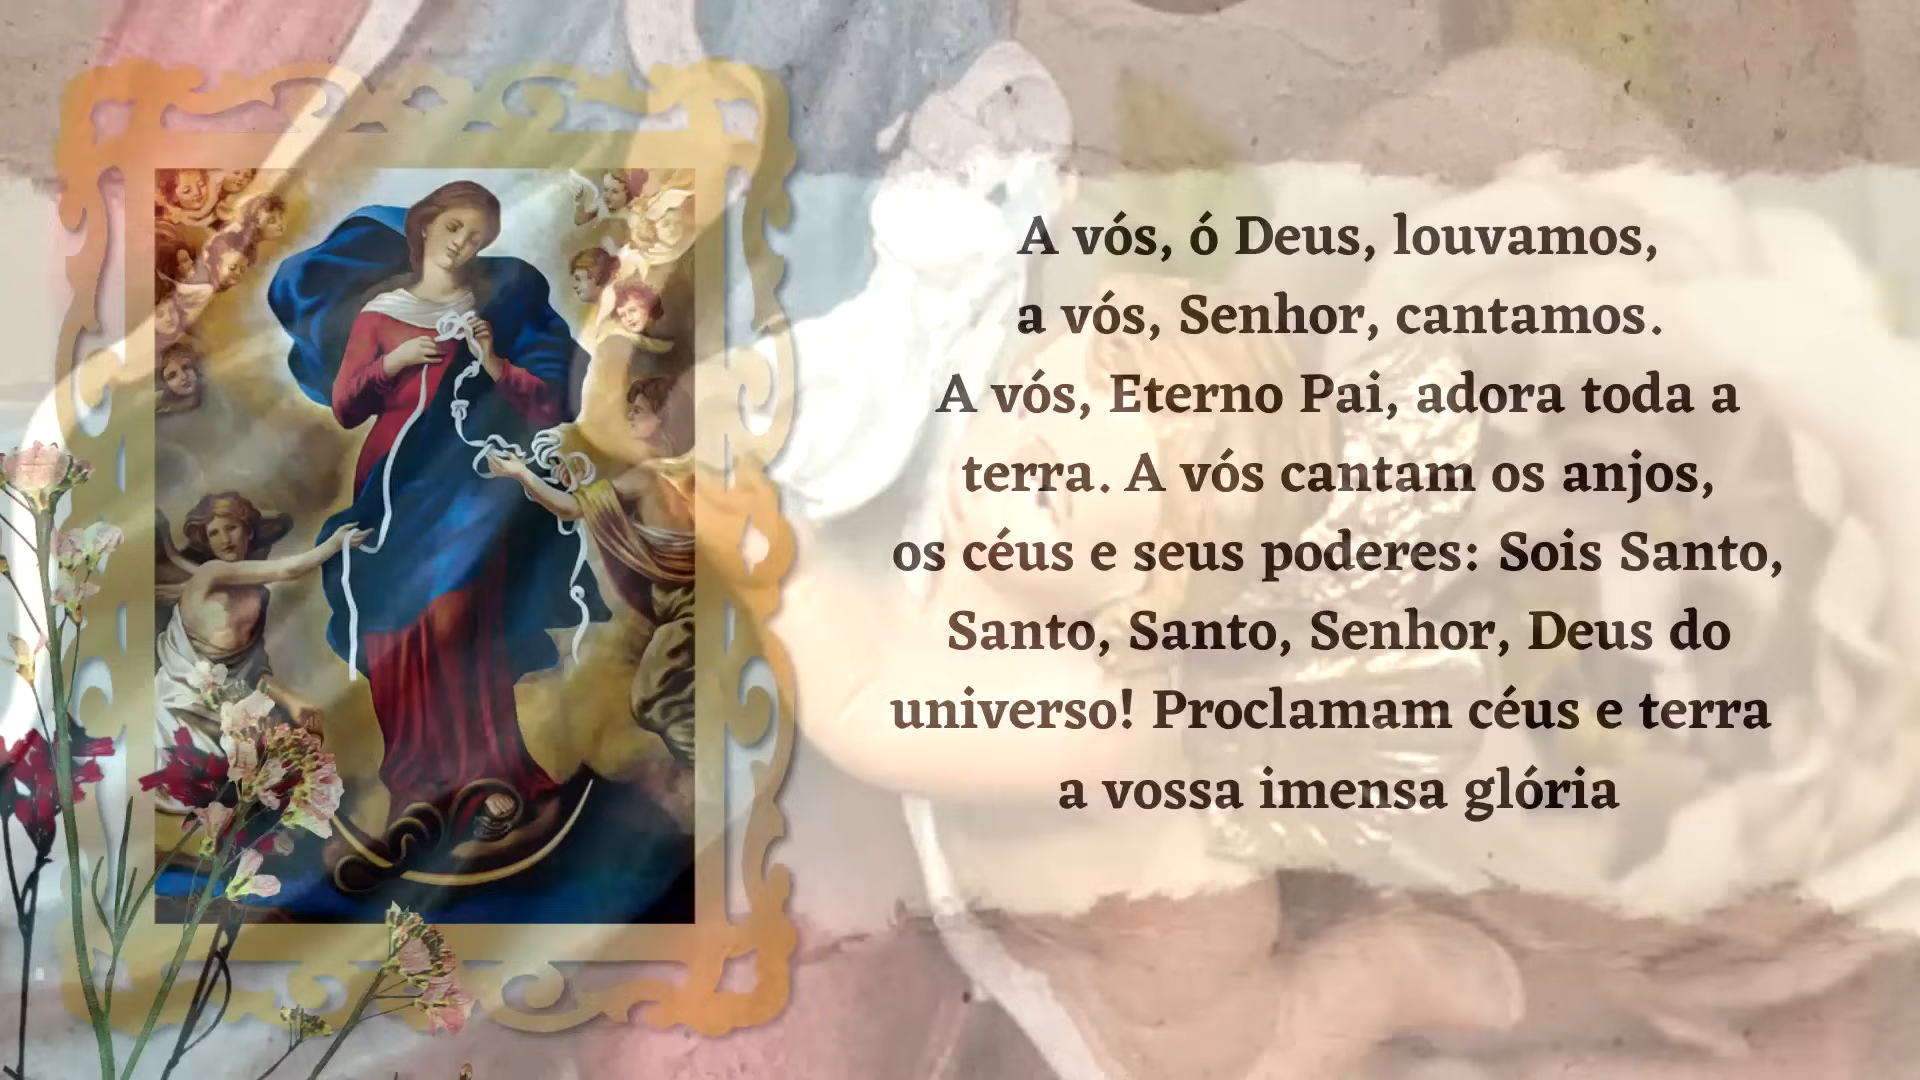 A vós, ó Deus, louvamos,
a vós, Senhor, cantamos.
A vós, Eterno Pai, adora toda a
terra. A vós cantam os anjos,
os céus e seus poderes: Sois Santo,
Santo, Santo, Senhor, Deus do
universo! Proclamam céus e terra
a vossa imensa glória